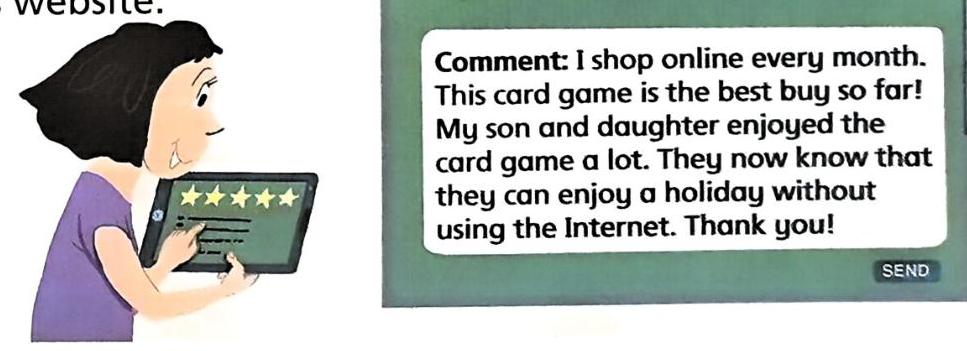 website.
Comment: I shop online every month.
This card game is the best buy so far!
My son and daughter enjoyed the
card game a lot. They now know that
they can enjoy a holiday without
using the Internet. Thank you!
SEND